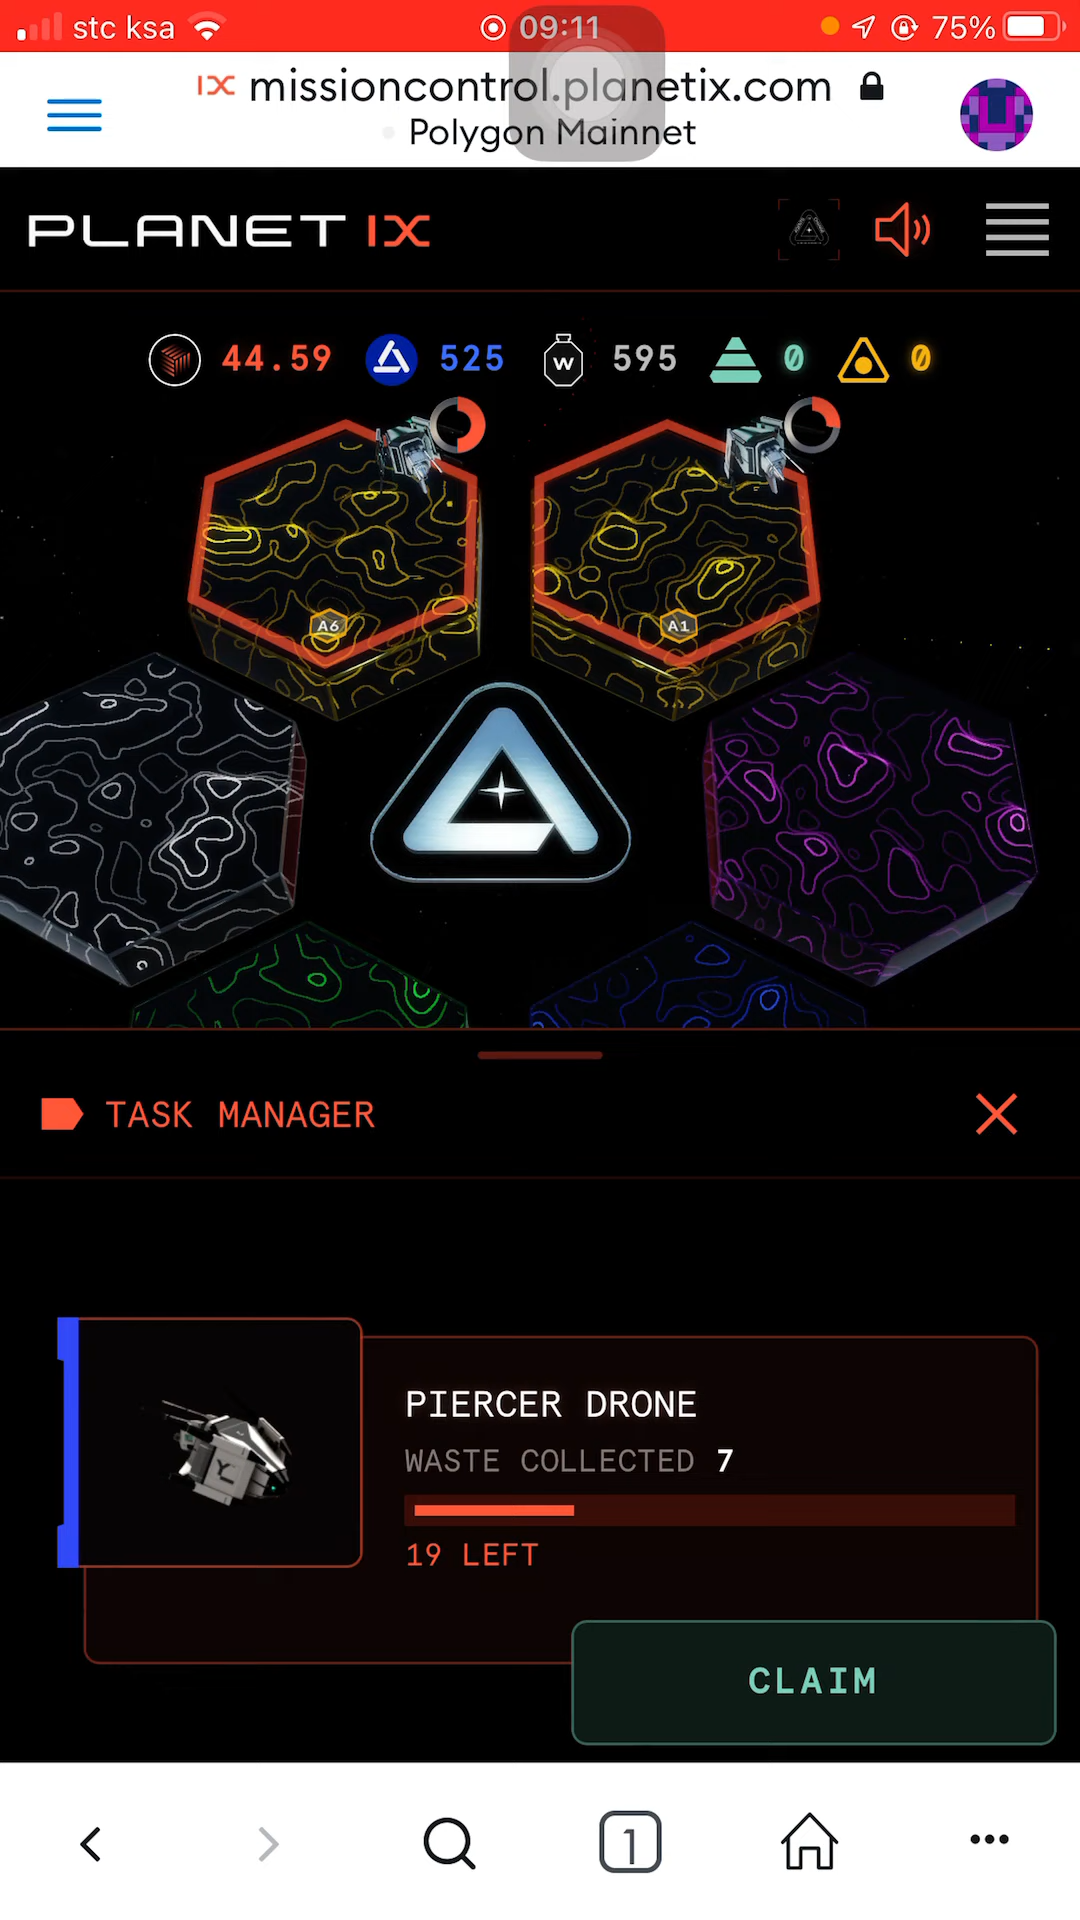 stc ksa 09:11 75%
IX missioncontrol.planetix.com
Polygon Mainnet
PLANET IX
44.59 525 W 595 0 0
A6 A1
TASK MANAGER
PIERCER DRONE
WASTE COLLECTED 7
19 LEFT
CLAIM
1